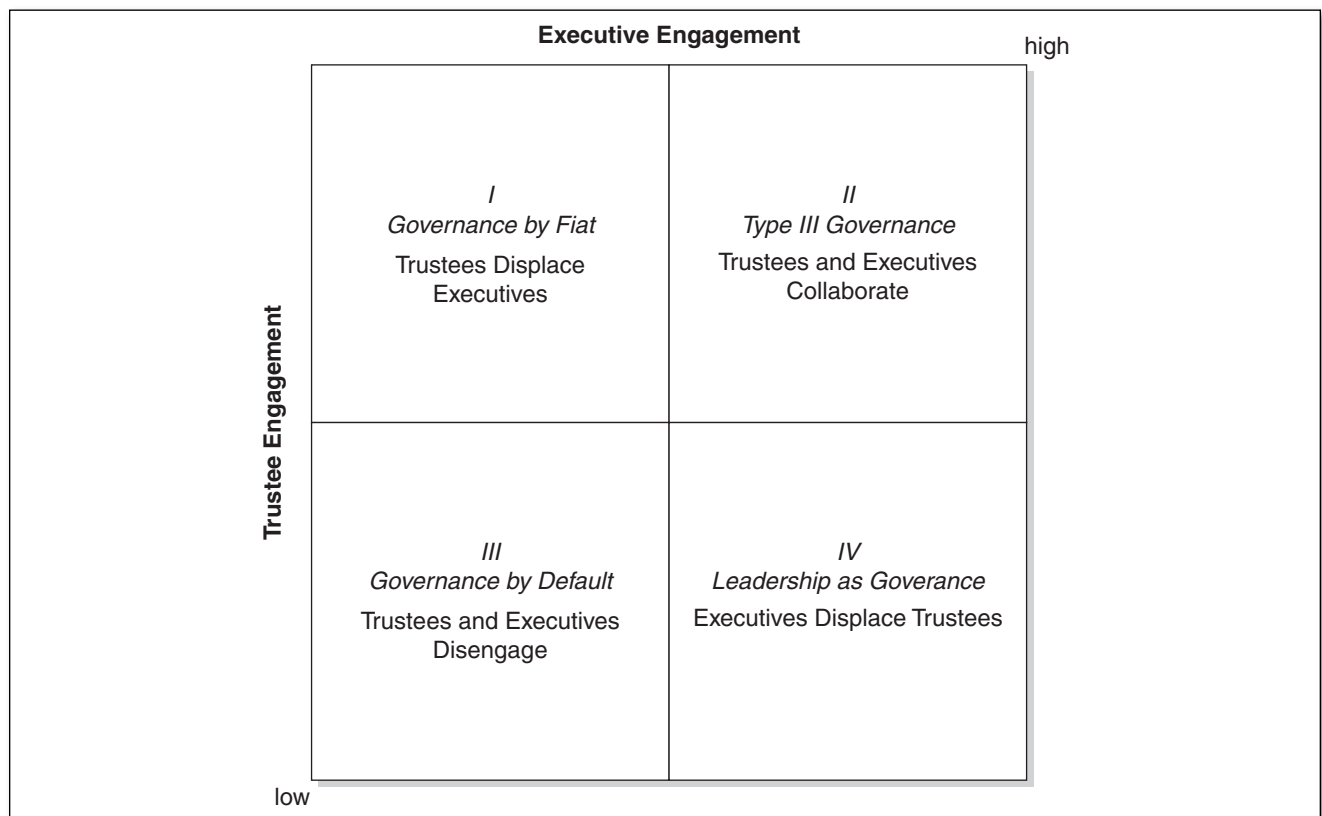 Executive Engagement
high
I
Governance by Fiat
Trustees Displace
Executives
II
Type III Governance
Trustees and Executives
Collaborate
Trustee Engagement
III
Governance by Default
Trustees and Executives
Disengage
IV
Leadership as Goverance
Executives Displace Trustees
low